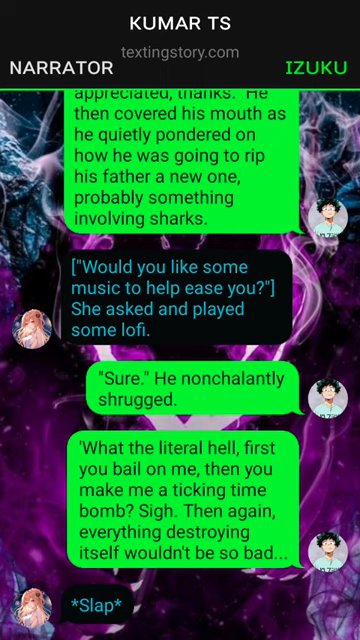 KUMAR TS
textingstory.com
NARRATOR IZUKU
appreciated, thanks." He
then covered his mouth as
he quietly pondered on
how he was going to rip
his father a new one,
probably something
involving sharks.
["Would you like some
music to help ease you?"]
She asked and played
some lofi.
"Sure." He nonchalantly
shrugged.
'What the literal hell, first
you bail on me, then you
make me a ticking time
bomb? Sigh. Then again,
everything destroying
itself wouldn't be so bad...
*Slap*